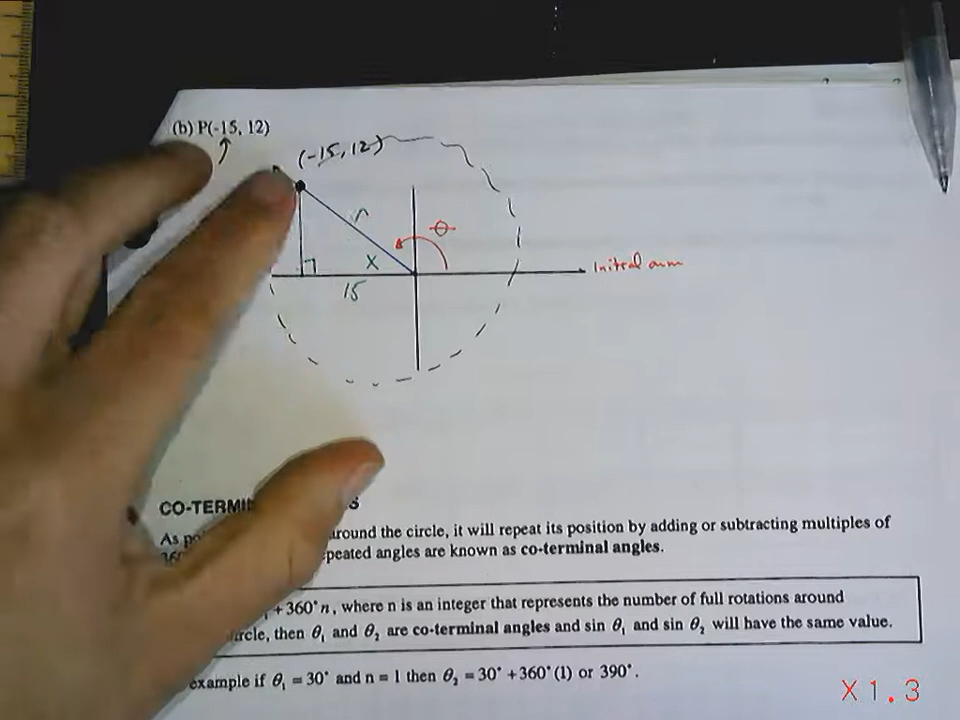 (b) P(-15, 12)
(-15, 12)
r
θ
x
Initial arm
15
CO-TERMI
around the circle, it will repeat its position by adding or subtracting multiples of
peated angles are known as co-terminal angles.
+360°n, where n is an integer that represents the number of full rotations around
ircle, then θ₁ and θ₂ are co-terminal angles and sin θ₁ and sin θ₂ will have the same value.
example if θ₁ = 30° and n = 1 then θ₂ = 30° +360°(1) or 390°.
X1.3